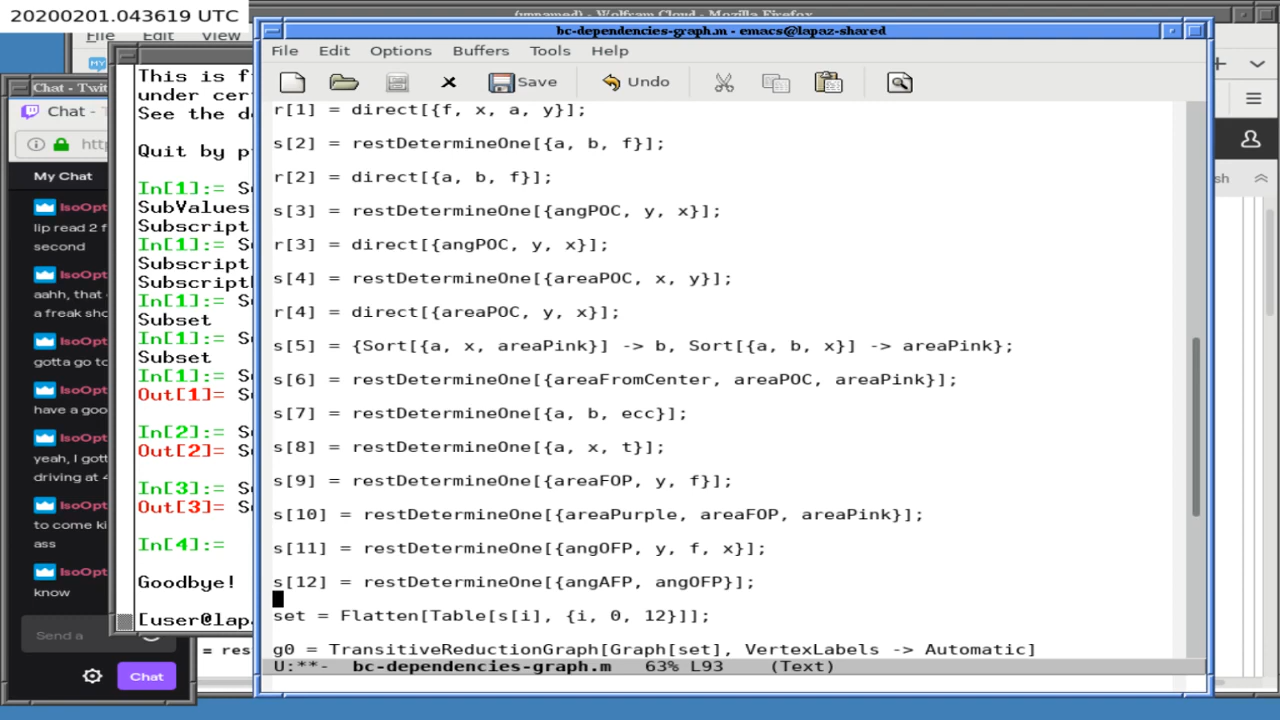 20200201.043619 UTC
(unnamed) - Wolfram Cloud - Mozilla Firefox
File Edit View
Chat - Twit
Chat -
http
My Chat
IsoOpt
lip read 2 f
second
IsoOpt
aahh, that
a freak sho
IsoOpt
gotta go to
IsoOpt
have a goo
IsoOpt
yeah, I gott
driving at 4
IsoOpt
to come ki
ass
IsoOpt
know
Send a
Chat
This is f
under cer
See the d
Quit by p
In[1]:= S
SubValues
Subscript
In[1]:= S
Subscript
Subscript
In[1]:= S
Subset
In[1]:= S
Subset
In[1]:= S
Out[1]= S
In[2]:= S
Out[2]= S
In[3]:= S
Out[3]= S
In[4]:=
Goodbye!
[user@lap
= res
bc-dependencies-graph.m - emacs@lapaz-shared
File Edit Options Buffers Tools Help
Save Undo
r[1] = direct[{f, x, a, y}];
s[2] = restDetermineOne[{a, b, f}];
r[2] = direct[{a, b, f}];
s[3] = restDetermineOne[{angPOC, y, x}];
r[3] = direct[{angPOC, y, x}];
s[4] = restDetermineOne[{areaPOC, x, y}];
r[4] = direct[{areaPOC, y, x}];
s[5] = {Sort[{a, x, areaPink}] -> b, Sort[{a, b, x}] -> areaPink};
s[6] = restDetermineOne[{areaFromCenter, areaPOC, areaPink}];
s[7] = restDetermineOne[{a, b, ecc}];
s[8] = restDetermineOne[{a, x, t}];
s[9] = restDetermineOne[{areaFOP, y, f}];
s[10] = restDetermineOne[{areaPurple, areaFOP, areaPink}];
s[11] = restDetermineOne[{angOFP, y, f, x}];
s[12] = restDetermineOne[{angAFP, angOFP}];
set = Flatten[Table[s[i], {i, 0, 12}]];
g0 = TransitiveReductionGraph[Graph[set], VertexLabels -> Automatic]
U:**- bc-dependencies-graph.m 63% L93 (Text)
sh